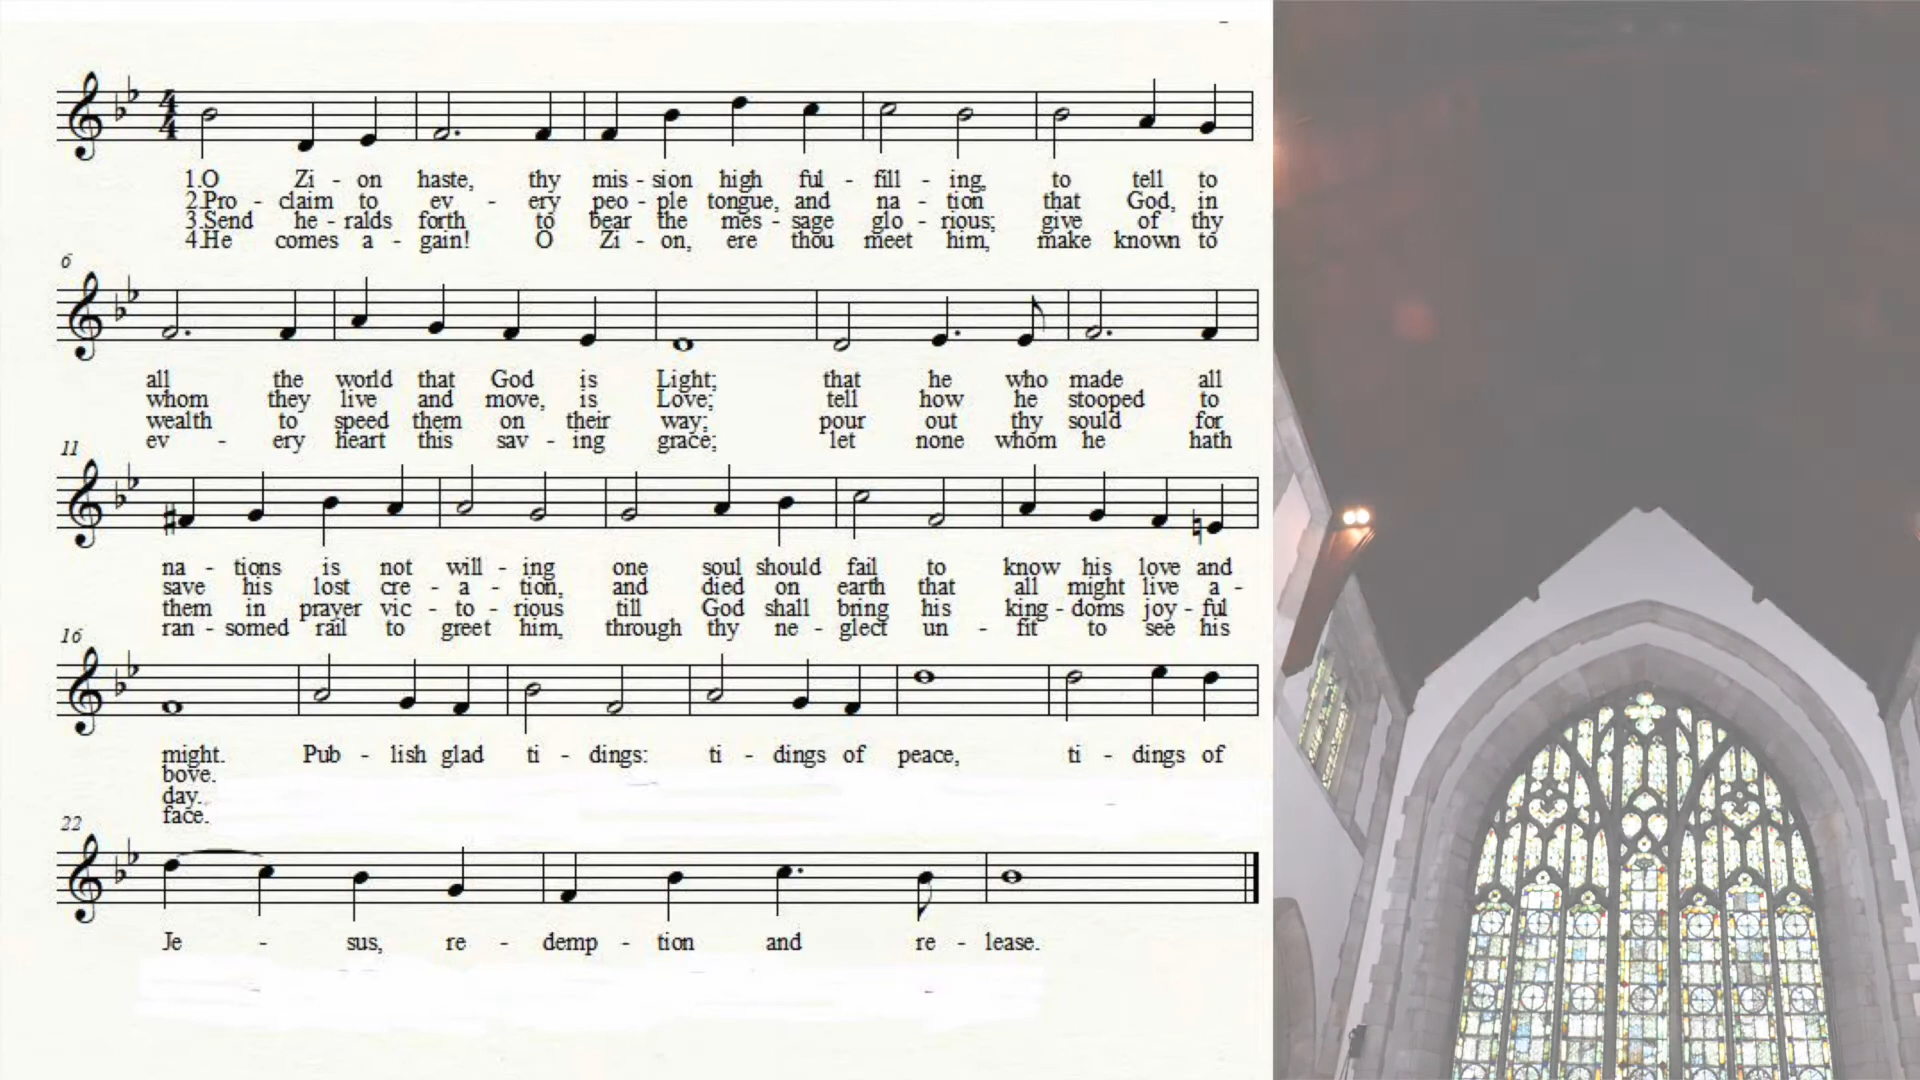 4
4
1.O Zi - on haste, thy mis - sion high ful - fill - ing, to tell to
2.Pro - claim to ev - ery peo - ple tongue, and na - tion that God, in
3.Send he - ralds forth to bear the mes - sage glo - rious; give of thy
4.He comes a - gain! O Zi - on, ere thou meet him, make known to
6
all the world that God is Light; that he who made all
whom they live and move, is Love; tell how he stooped to
wealth to speed them on their way; pour out thy sould for
ev - ery heart this sav - ing grace; let none whom he hath
11
na - tions is not will - ing one soul should fail to know his love and
save his lost cre - a - tion, and died on earth that all might live a -
them in prayer vic - to - rious till God shall bring his king - doms joy - ful
ran - somed rail to greet him, through thy ne - glect un - fit to see his
16
might. Pub - lish glad ti - dings: ti - dings of peace, ti - dings of
bove.
day.
face.
22
Je - sus, re - demp - tion and re - lease.